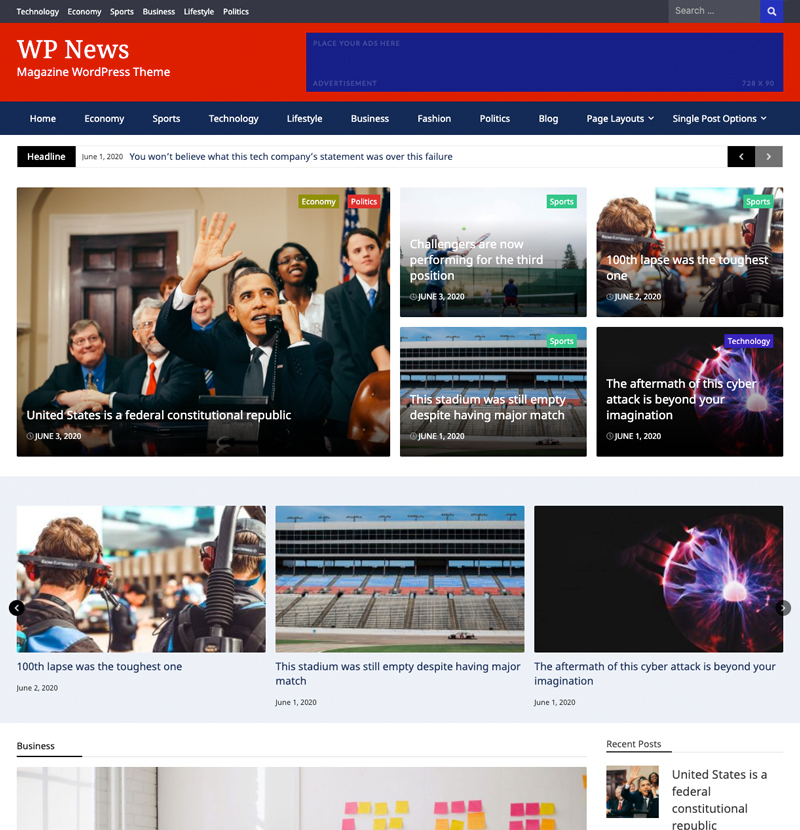 Technology Economy Sports Business Lifestyle Politics
Search ...
WP News
Magazine WordPress Theme
PLACE YOUR ADS HERE
ADVERTISEMENT
728 X 90
Home Economy Sports Technology Lifestyle Business Fashion Politics Blog Page Layouts Single Post Options
Headline June 1, 2020 You won't believe what this tech company's statement was over this failure
Economy Politics
United States is a federal constitutional republic
JUNE 3, 2020
Sports
Challengers are now
performing for the third
position
JUNE 3, 2020
Sports
100th lapse was the toughest
one
JUNE 2, 2020
Sports
This stadium was still empty
despite having major match
JUNE 1, 2020
Technology
The aftermath of this cyber
attack is beyond your
imagination
JUNE 1, 2020
100th lapse was the toughest one
June 2, 2020
This stadium was still empty despite having major
match
June 1, 2020
The aftermath of this cyber attack is beyond your
imagination
June 1, 2020
Business
Recent Posts
United States is a
federal
constitutional
republic